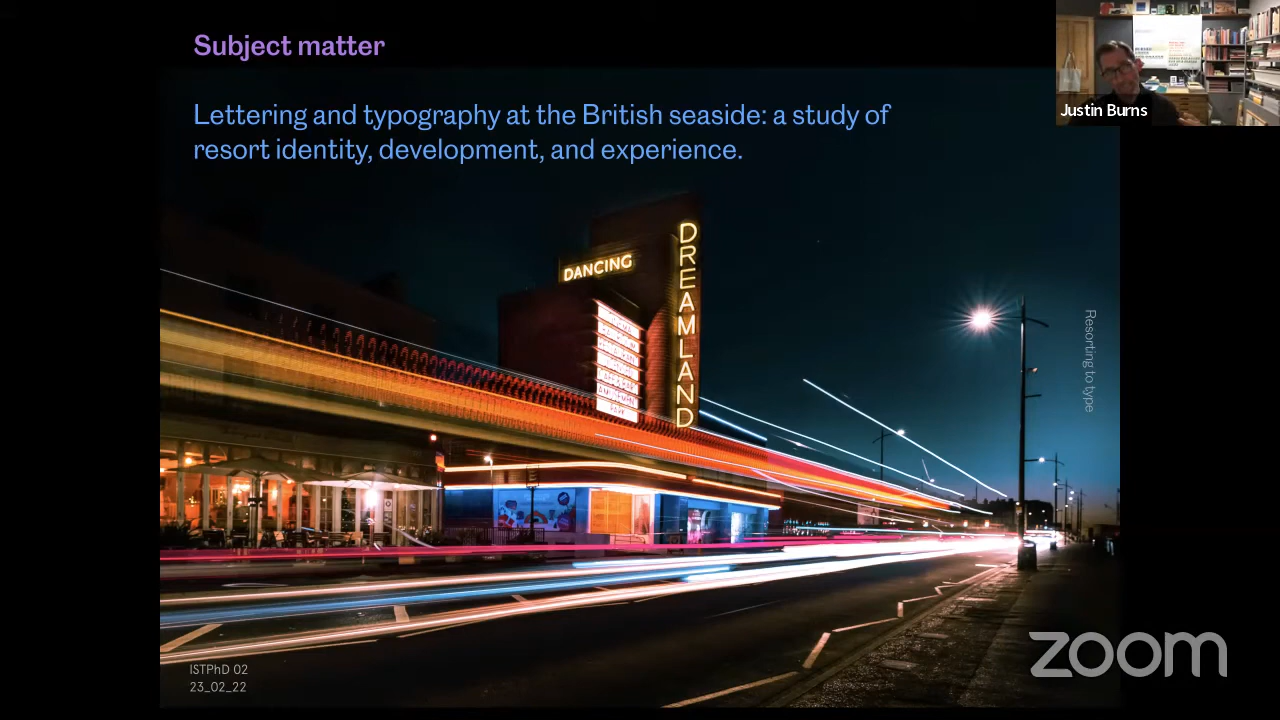 Subject matter
Lettering and typography at the British seaside: a study of
resort identity, development, and experience.
Justin Burns
DANCING
DREAMLAND
Resorting to type
ISTPhD 02
23_02_22
zoom